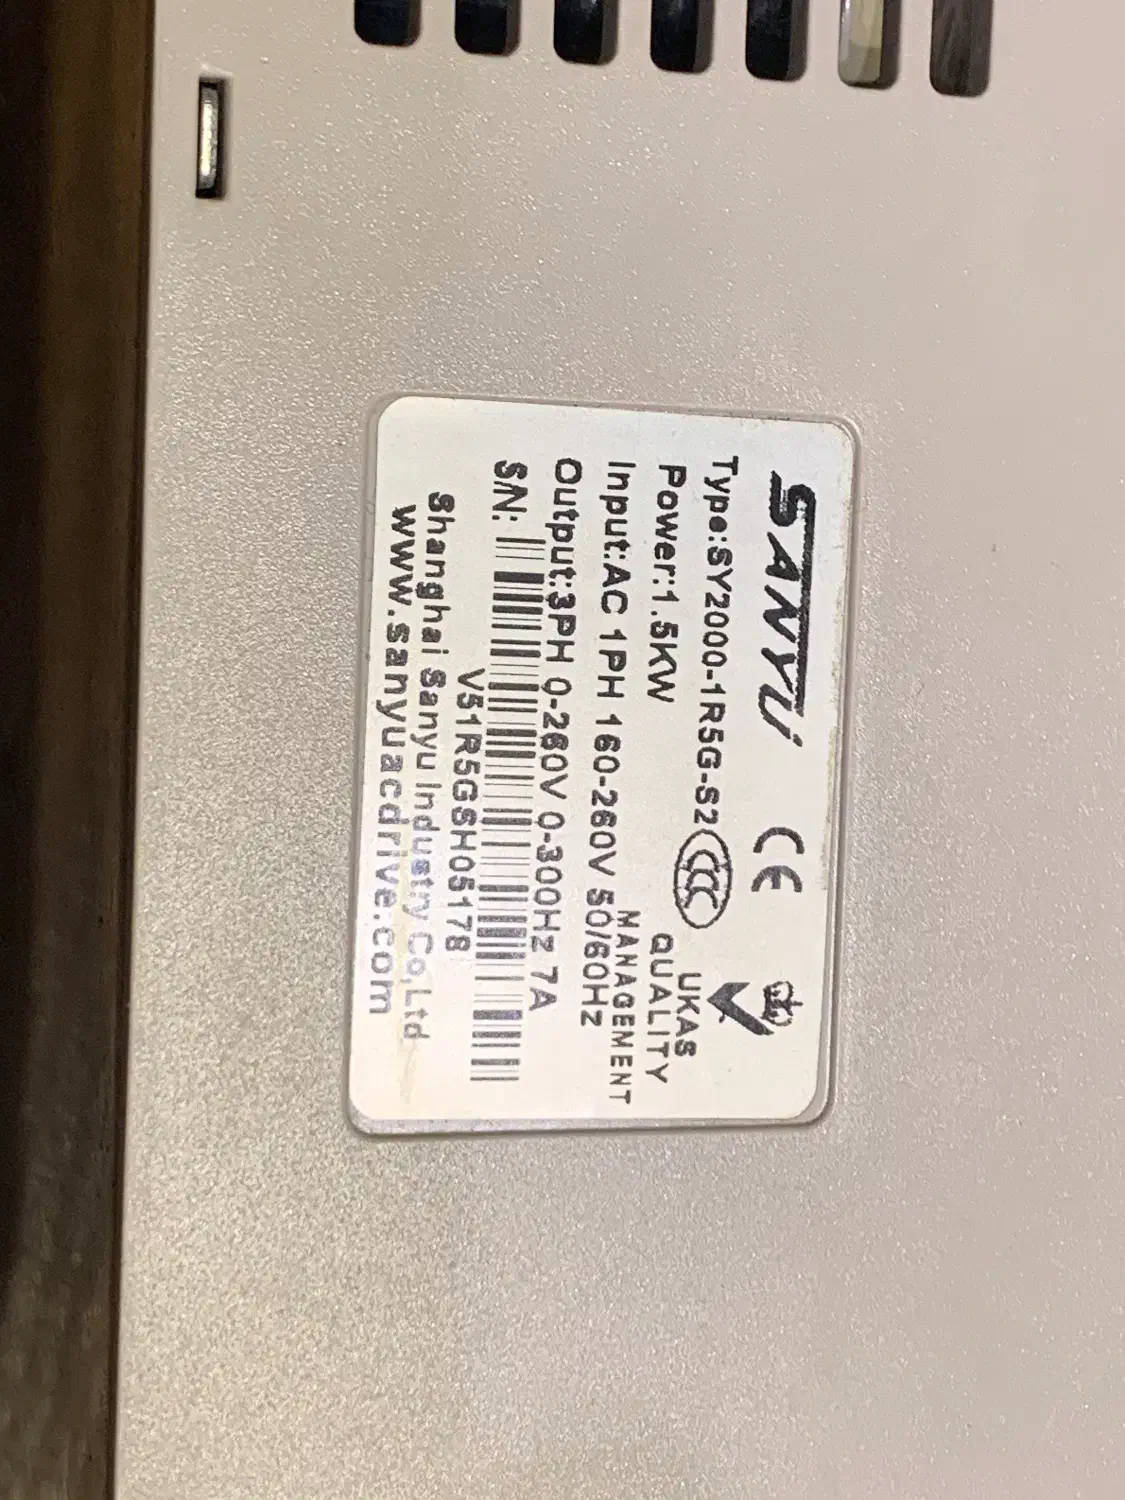 SANYU CE
Type:SY2000-1R5G-S2 CCC
UKAS
QUALITY
MANAGEMENT
Power:1.5KW
Input:AC 1PH 160-260V 50/60Hz
Output:3PH 0-260V 0-300Hz 7A
S/N:
V51R5GSH05178
Shanghai Sanyu Industry Co,Ltd
www.sanyuacdrive.com